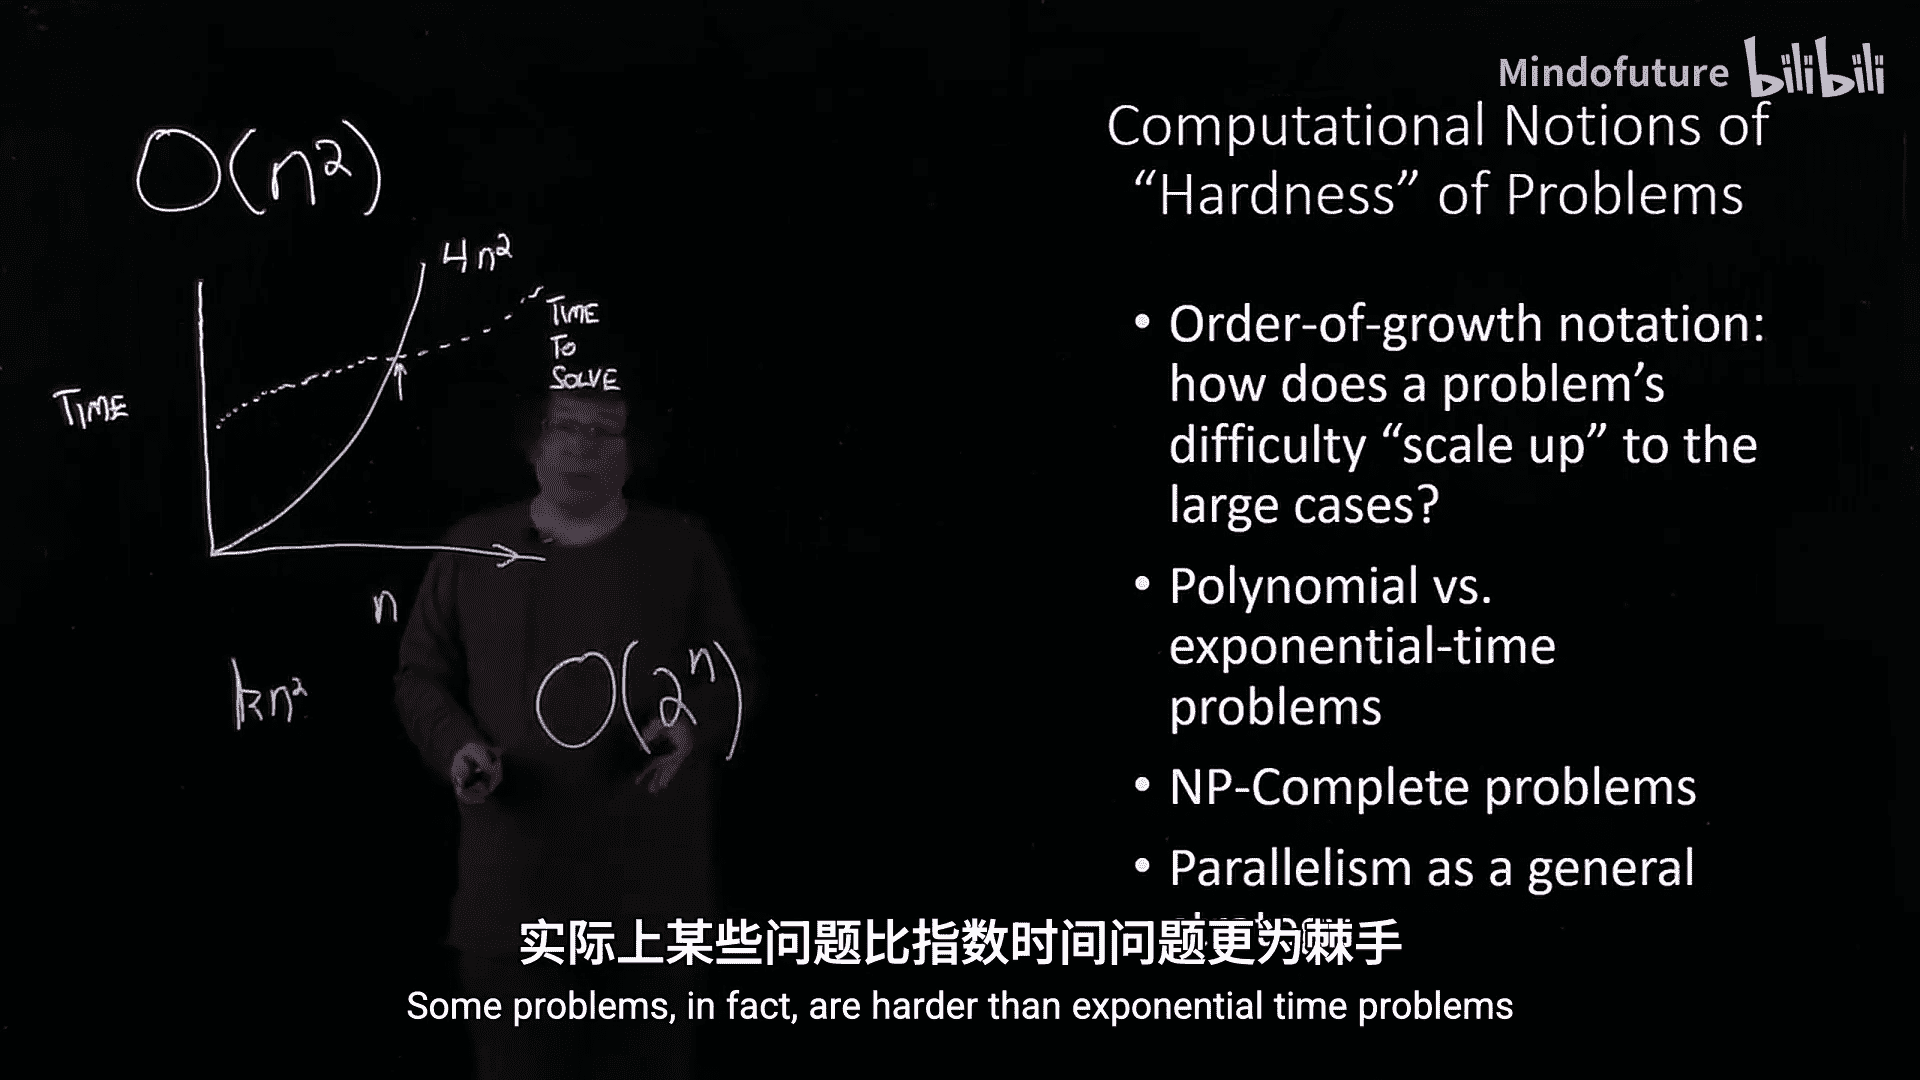 Mindofuture bilibili
Computational Notions of
“Hardness” of Problems
O(n²)
4n²
TIME
TO
SOLVE
TIME
n
kn²
O(2ⁿ)
• Order-of-growth notation:
how does a problem’s
difficulty “scale up” to the
large cases?
• Polynomial vs.
exponential-time
problems
• NP-Complete problems
• Parallelism as a general
实际上某些问题比指数时间问题更为棘手
Some problems, in fact, are harder than exponential time problems